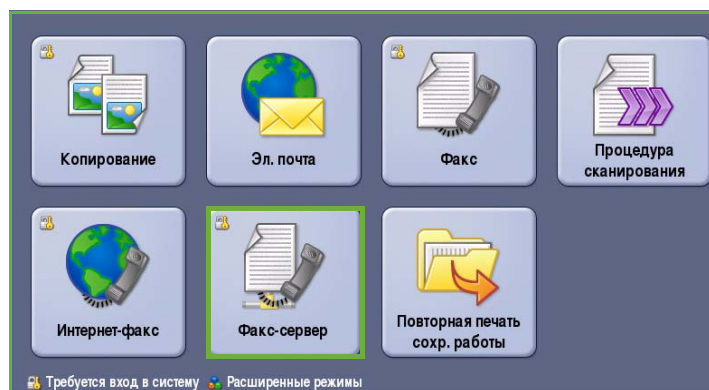 Копирование
Эл. почта
Факс
Процедура
сканирования
Интернет-факс
Факс-сервер
Повторная печать
сохр. работы
Требуется вход в систему Расширенные режимы